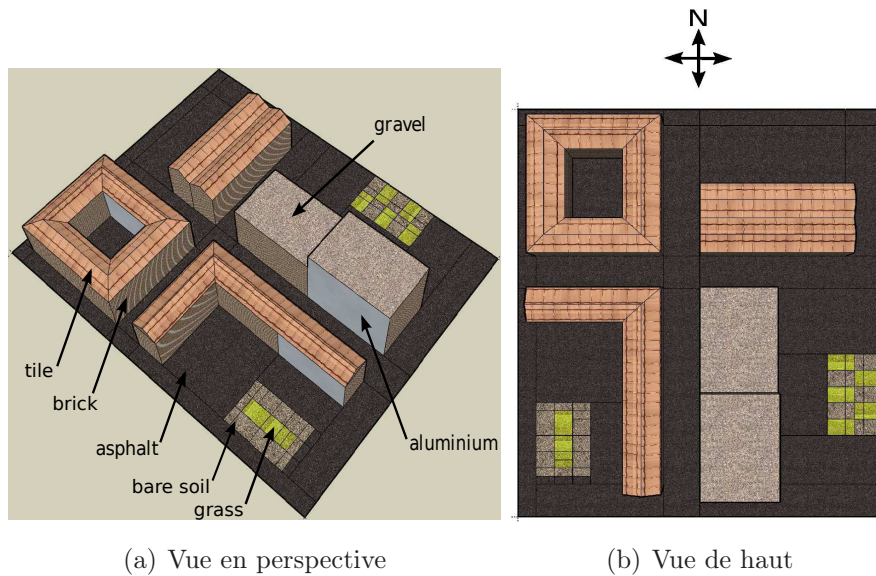 N
gravel
tile
brick
asphalt
aluminium
bare soil
grass
(a) Vue en perspective
(b) Vue de haut